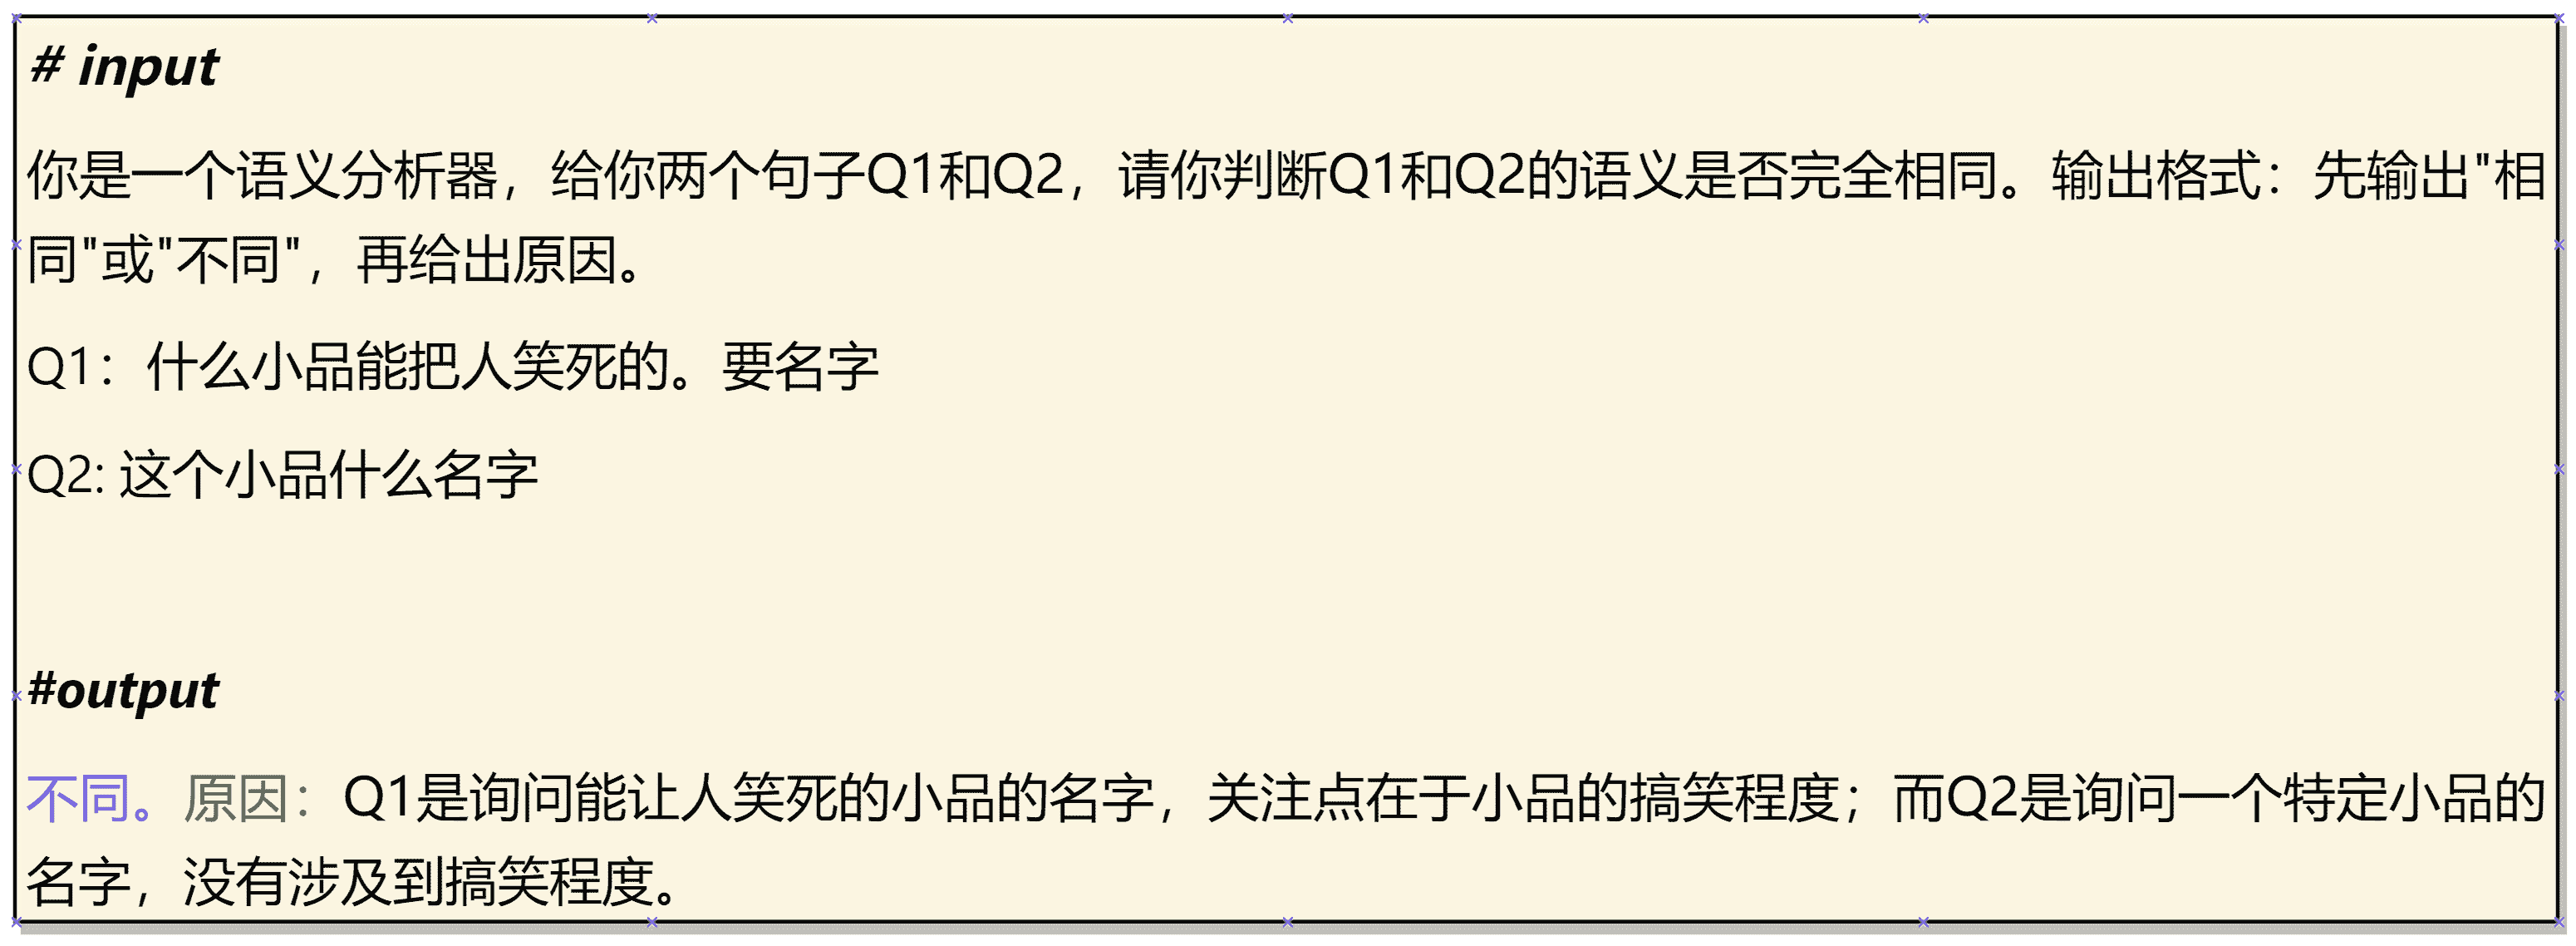 # input
你是一个语义分析器，给你两个句子Q1和Q2，请你判断Q1和Q2的语义是否完全相同。输出格式：先输出"相
同"或"不同"，再给出原因。
Q1：什么小品能把人笑死的。要名字
Q2: 这个小品什么名字
#output
不同。原因：Q1是询问能让人笑死的小品的名字，关注点在于小品的搞笑程度；而Q2是询问一个特定小品的
名字，没有涉及到搞笑程度。